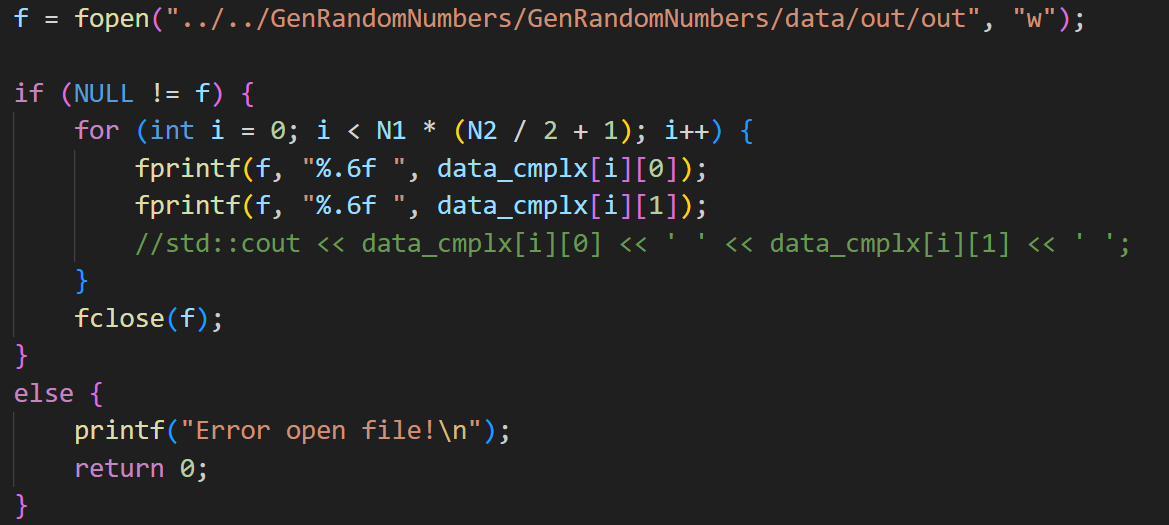 f = fopen("../../GenRandomNumbers/GenRandomNumbers/data/out/out", "w");

if (NULL != f) {
    for (int i = 0; i < N1 * (N2 / 2 + 1); i++) {
        fprintf(f, "%.6f ", data_cmplx[i][0]);
        fprintf(f, "%.6f ", data_cmplx[i][1]);
        //std::cout << data_cmplx[i][0] << ' ' << data_cmplx[i][1] << ' ';
    }
    fclose(f);
}
else {
    printf("Error open file!\n");
    return 0;
}